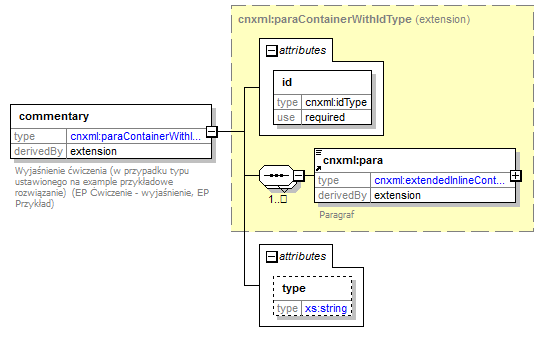 cnxml:paraContainerWithIdType (extension)
attributes
id
type cnxml:idType
use required
commentary
type cnxml:paraContainerWithI...
derivedBy extension
Wyjaśnienie ćwiczenia (w przypadku typu
ustawionego na example przykładowe
rozwiązanie) (EP Ćwiczenie - wyjaśnienie, EP
Przykład)
cnxml:para
type cnxml:extendedInlineCont...
derivedBy extension
1..
Paragraf
attributes
type
type xs:string